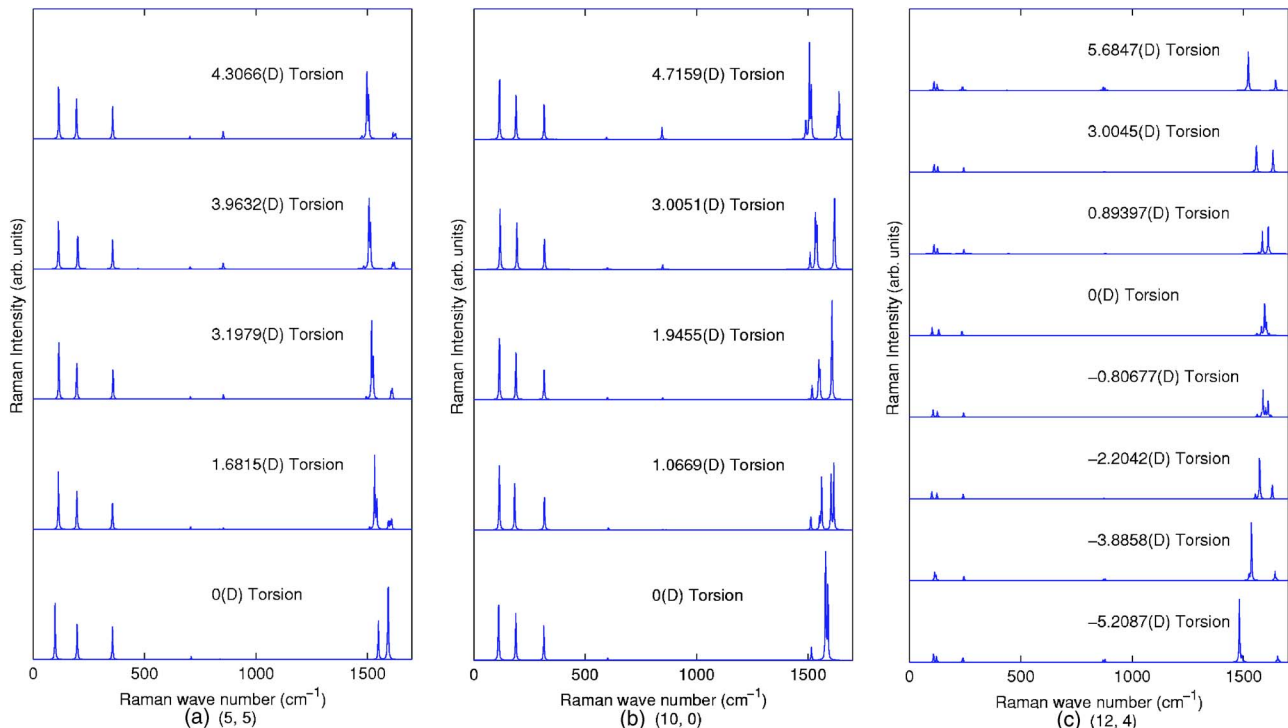 Raman Intensity (arb. units)
4.3066(D) Torsion
3.9632(D) Torsion
3.1979(D) Torsion
1.6815(D) Torsion
0(D) Torsion
0 500 1000 1500
Raman wave number (cm⁻¹)
(a) (5, 5)
Raman Intensity (arb. units)
4.7159(D) Torsion
3.0051(D) Torsion
1.9455(D) Torsion
1.0669(D) Torsion
0(D) Torsion
0 500 1000 1500
Raman wave number (cm⁻¹)
(b) (10, 0)
Raman Intensity (arb. units)
5.6847(D) Torsion
3.0045(D) Torsion
0.89397(D) Torsion
0(D) Torsion
−0.80677(D) Torsion
−2.2042(D) Torsion
−3.8858(D) Torsion
−5.2087(D) Torsion
0 500 1000 1500
Raman wave number (cm⁻¹)
(c) (12, 4)